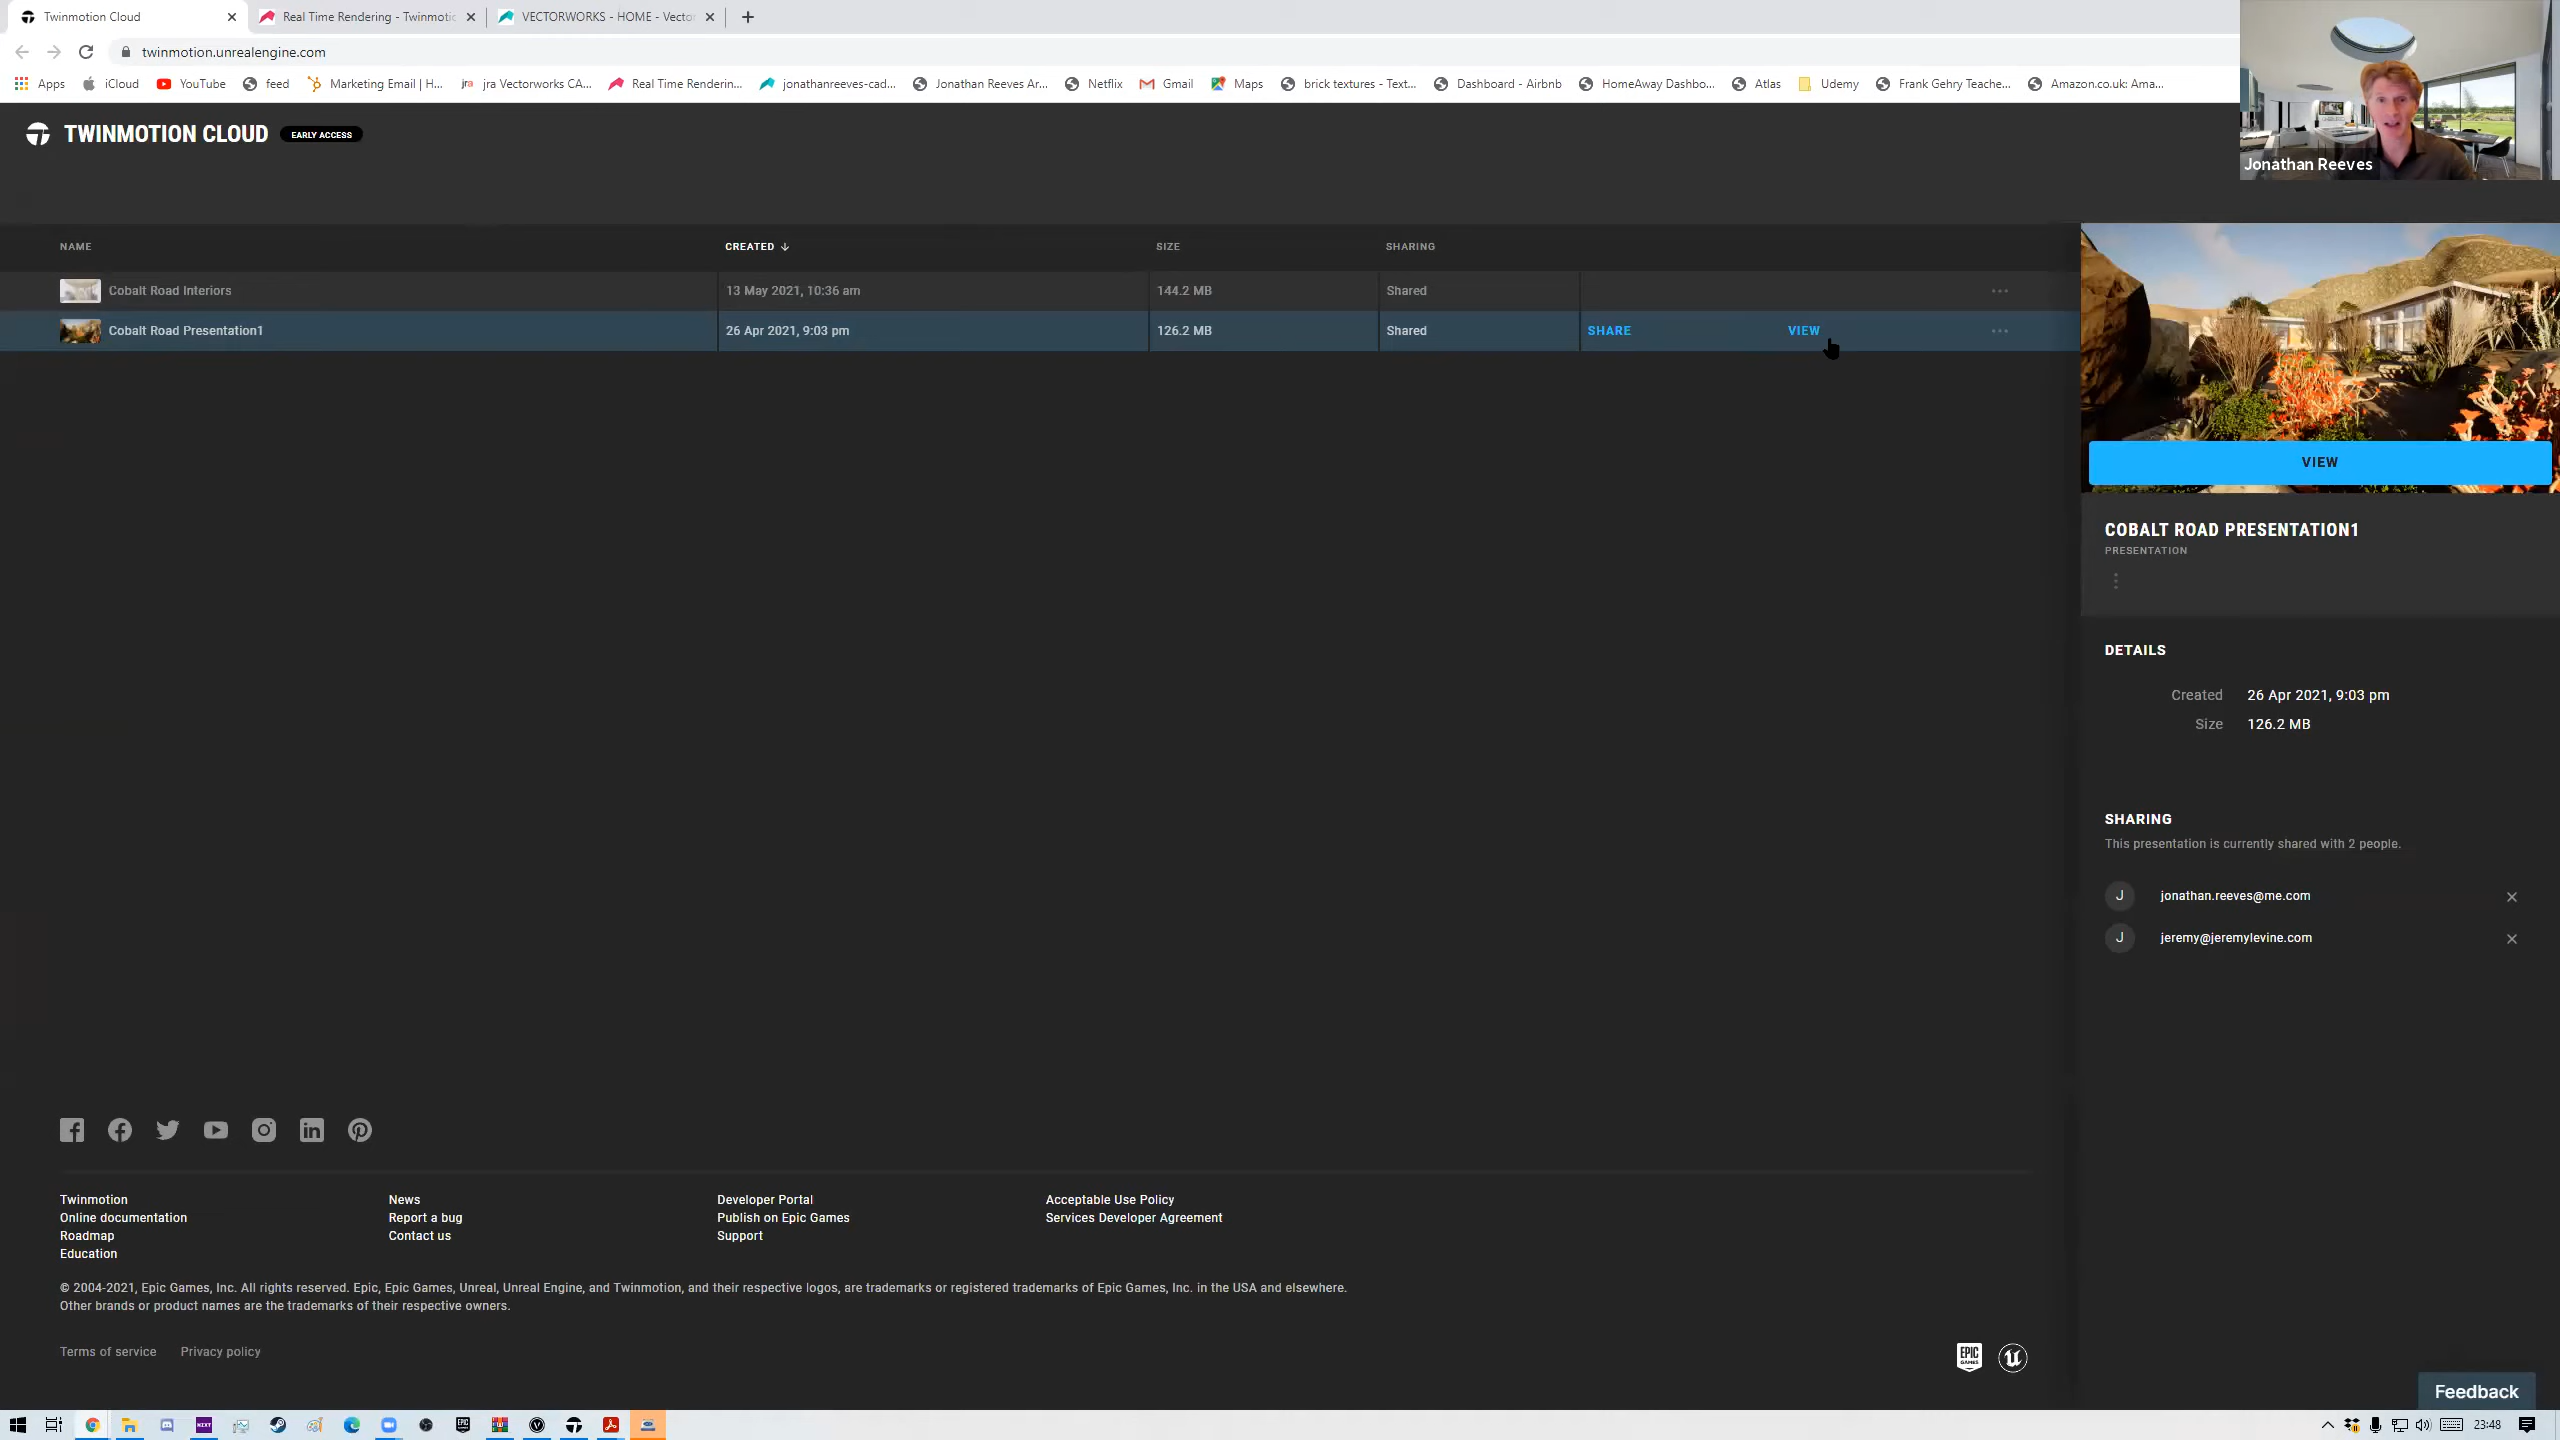 Twinmotion Cloud
Real Time Rendering - Twinmotic
VECTORWORKS - HOME - Vector
twinmotion.unrealengine.com
Apps iCloud YouTube feed Marketing Email | H... jra Vectorworks CA... Real Time Renderin... jonathanreeves-cad... Jonathan Reeves Ar... Netflix Gmail Maps brick textures - Text... Dashboard - Airbnb HomeAway Dashbo... Atlas Udemy Frank Gehry Teache... Amazon.co.uk: Ama...
Jonathan Reeves
TWINMOTION CLOUD EARLY ACCESS
NAME CREATED SIZE SHARING
Cobalt Road Interiors 13 May 2021, 10:36 am 144.2 MB Shared
Cobalt Road Presentation1 26 Apr 2021, 9:03 pm 126.2 MB Shared SHARE VIEW
VIEW
COBALT ROAD PRESENTATION1
PRESENTATION
DETAILS
Created 26 Apr 2021, 9:03 pm
Size 126.2 MB
SHARING
This presentation is currently shared with 2 people.
J jonathan.reeves@me.com
J jeremy@jeremylevine.com
Twinmotion News Developer Portal Acceptable Use Policy
Online documentation Report a bug Publish on Epic Games Services Developer Agreement
Roadmap Contact us Support
Education
© 2004-2021, Epic Games, Inc. All rights reserved. Epic, Epic Games, Unreal, Unreal Engine, and Twinmotion, and their respective logos, are trademarks or registered trademarks of Epic Games, Inc. in the USA and elsewhere.
Other brands or product names are the trademarks of their respective owners.
Terms of service Privacy policy
EPIC GAMES
Feedback
23:48